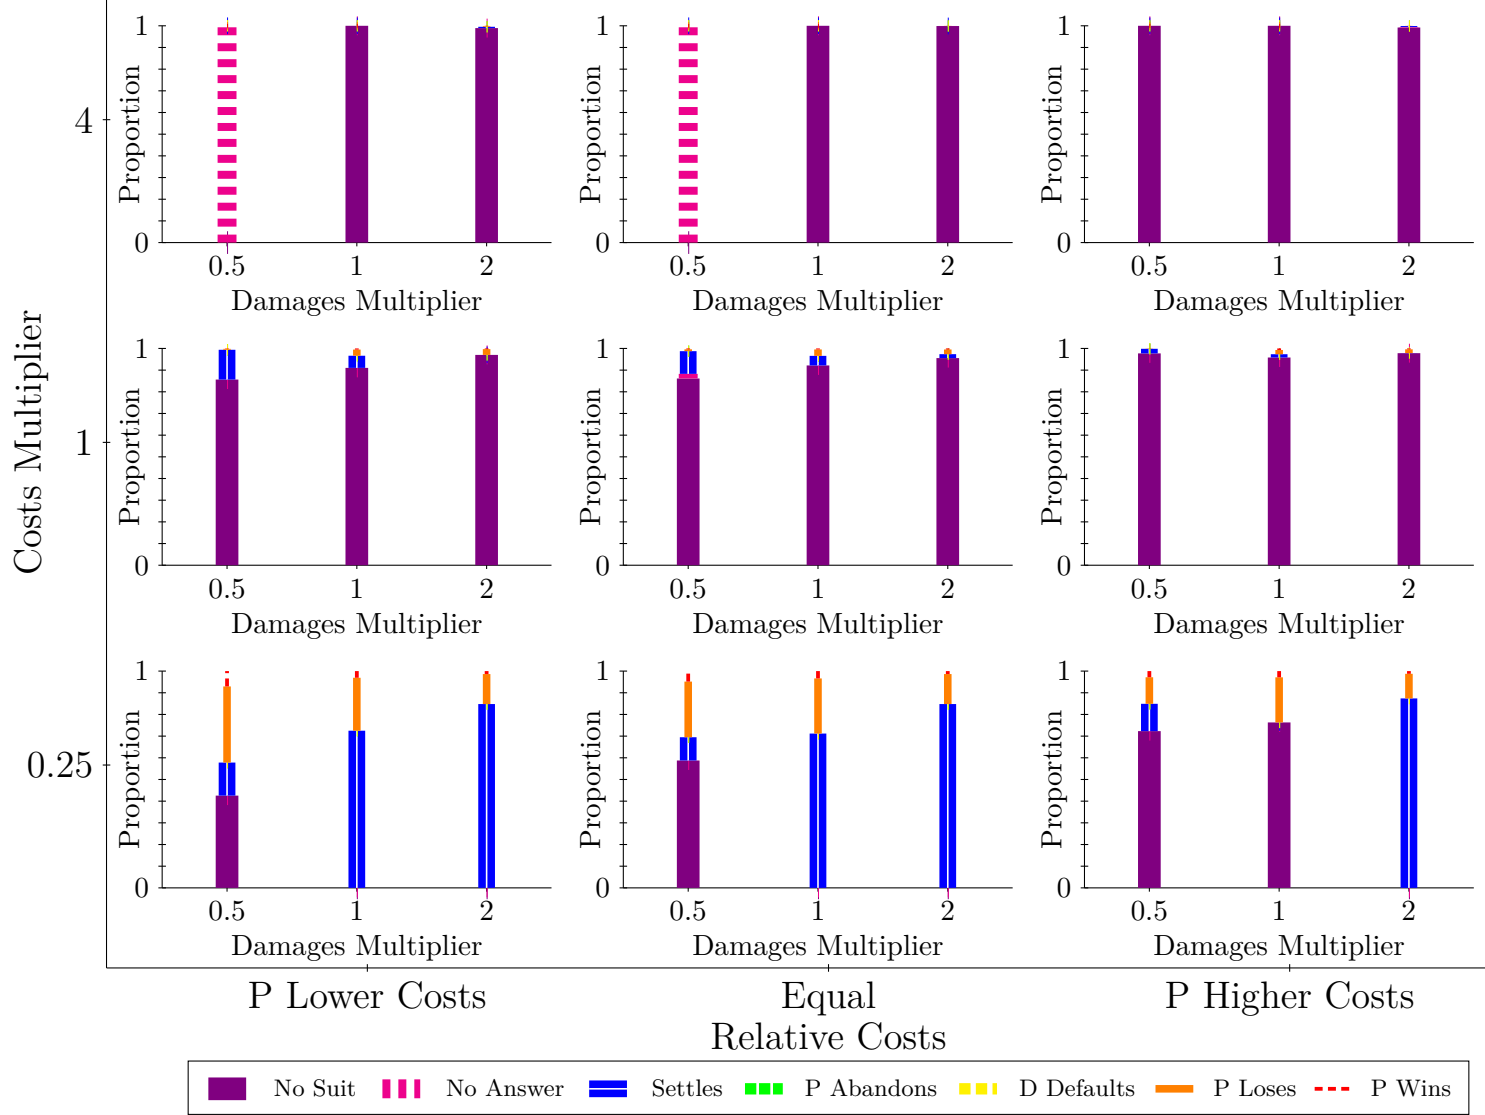 1
Proportion
0
0.5 1 2
Damages Multiplier
1
Proportion
0
0.5 1 2
Damages Multiplier
1
Proportion
0
0.5 1 2
Damages Multiplier
4
1
Proportion
0
0.5 1 2
Damages Multiplier
1
Proportion
0
0.5 1 2
Damages Multiplier
1
Proportion
0
0.5 1 2
Damages Multiplier
1
Costs Multiplier
1
Proportion
0
0.5 1 2
Damages Multiplier
1
Proportion
0
0.5 1 2
Damages Multiplier
1
Proportion
0
0.5 1 2
Damages Multiplier
0.25
P Lower Costs Equal P Higher Costs
Relative Costs
No Suit No Answer Settles P Abandons D Defaults P Loses P Wins